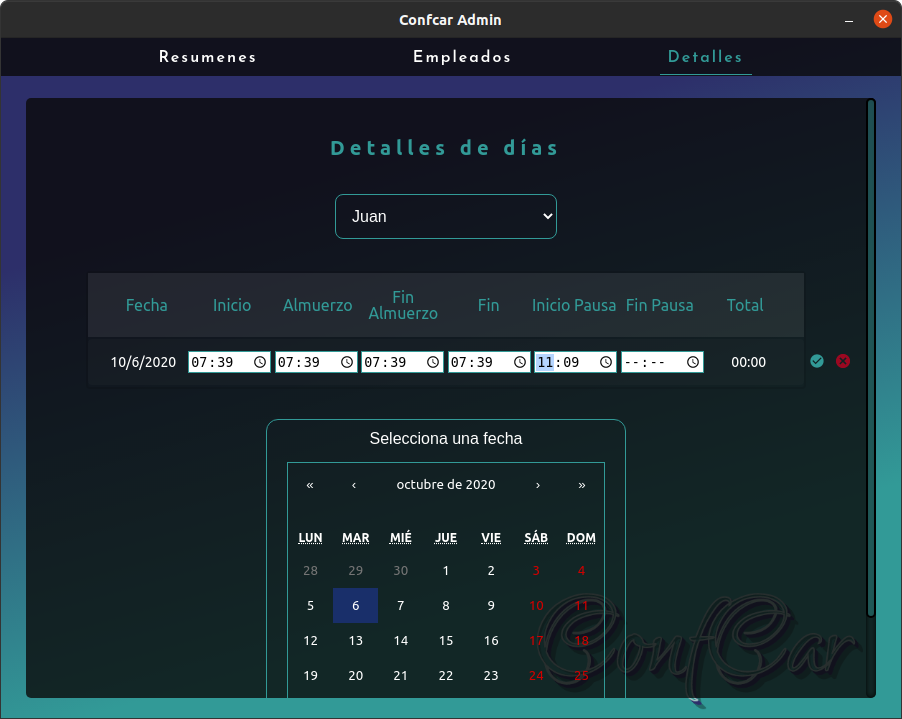 Confcar Admin
Resumenes Empleados Detalles
Detalles de días
Juan
Fecha Inicio Almuerzo Fin Almuerzo Fin Inicio Pausa Fin Pausa Total
10/6/2020 07:39 07:39 07:39 07:39 11:09 --:-- 00:00
Selecciona una fecha
« ‹ octubre de 2020 › »
LUN MAR MIÉ JUE VIE SÁB DOM
28 29 30 1 2 3 4
5 6 7 8 9 10 11
12 13 14 15 16 17 18
19 20 21 22 23 24 25
ConfCar